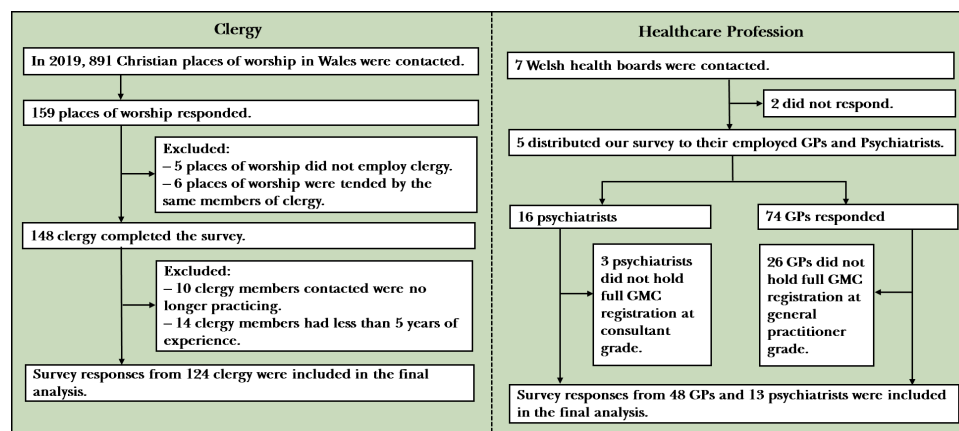 Clergy
In 2019, 891 Christian places of worship in Wales were contacted.
159 places of worship responded.
Excluded:
– 5 places of worship did not employ clergy.
– 6 places of worship were tended by the
same members of clergy.
148 clergy completed the survey.
Excluded:
– 10 clergy members contacted were no
longer practicing.
– 14 clergy members had less than 5 years of
experience.
Survey responses from 124 clergy were included in the final
analysis.
Healthcare Profession
7 Welsh health boards were contacted.
2 did not respond.
5 distributed our survey to their employed GPs and Psychiatrists.
16 psychiatrists
74 GPs responded
3 psychiatrists
did not hold
full GMC
registration at
consultant
grade.
26 GPs did not
hold full GMC
registration at
general
practitioner
grade.
Survey responses from 48 GPs and 13 psychiatrists were included
in the final analysis.